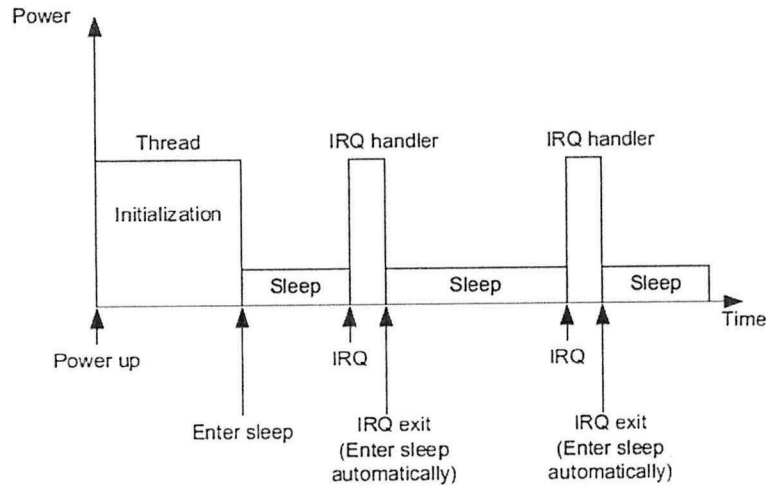 Power
Thread
IRQ handler
IRQ handler
Initialization
Sleep
Sleep
Sleep
Time
Power up
IRQ
IRQ
Enter sleep
IRQ exit
(Enter sleep
automatically)
IRQ exit
(Enter sleep
automatically)